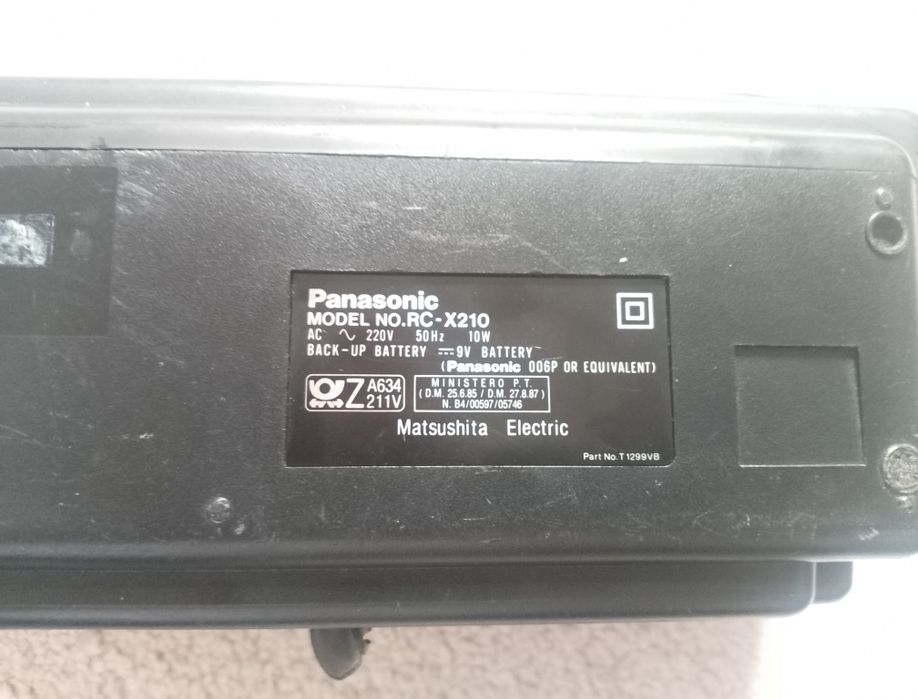 Panasonic
MODEL NO.RC-X210
AC ∿ 220V 50Hz 10W
BACK-UP BATTERY ⎓9V BATTERY
(Panasonic 006P OR EQUIVALENT)
Z A634 211V
MINISTERO P.T.
(D.M. 25.6.85 / D.M. 27.8.87)
N. B4/00597/05746
Matsushita Electric
Part No. T1299VB